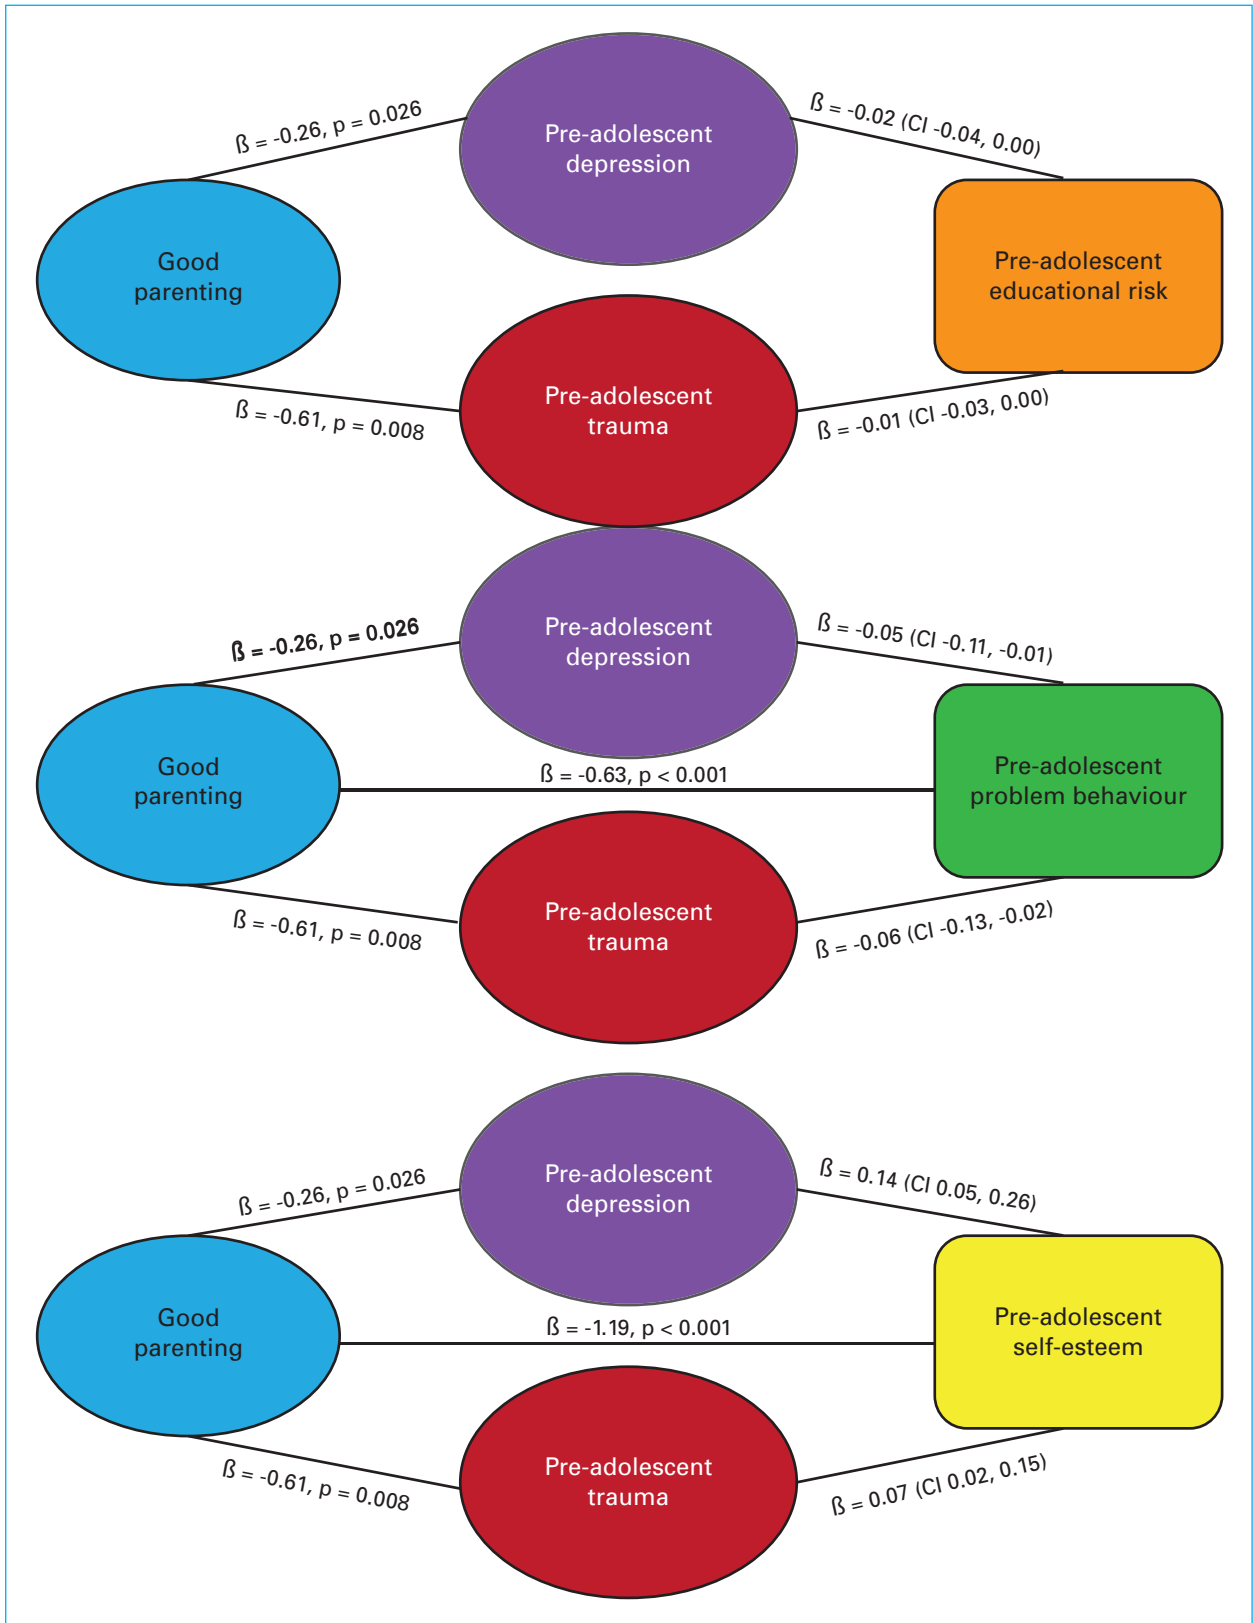 ß = -0.26, p = 0.026
Pre-adolescent
depression
ß = -0.02 (CI -0.04, 0.00)
Good
parenting
Pre-adolescent
educational risk
ß = -0.61, p = 0.008
Pre-adolescent
trauma
ß = -0.01 (CI -0.03, 0.00)
ß = -0.26, p = 0.026
Pre-adolescent
depression
ß = -0.05 (CI -0.11, -0.01)
Good
parenting
ß = -0.63, p < 0.001
Pre-adolescent
problem behaviour
ß = -0.61, p = 0.008
Pre-adolescent
trauma
ß = -0.06 (CI -0.13, -0.02)
ß = -0.26, p = 0.026
Pre-adolescent
depression
ß = 0.14 (CI 0.05, 0.26)
Good
parenting
ß = -1.19, p < 0.001
Pre-adolescent
self-esteem
ß = -0.61, p = 0.008
Pre-adolescent
trauma
ß = 0.07 (CI 0.02, 0.15)